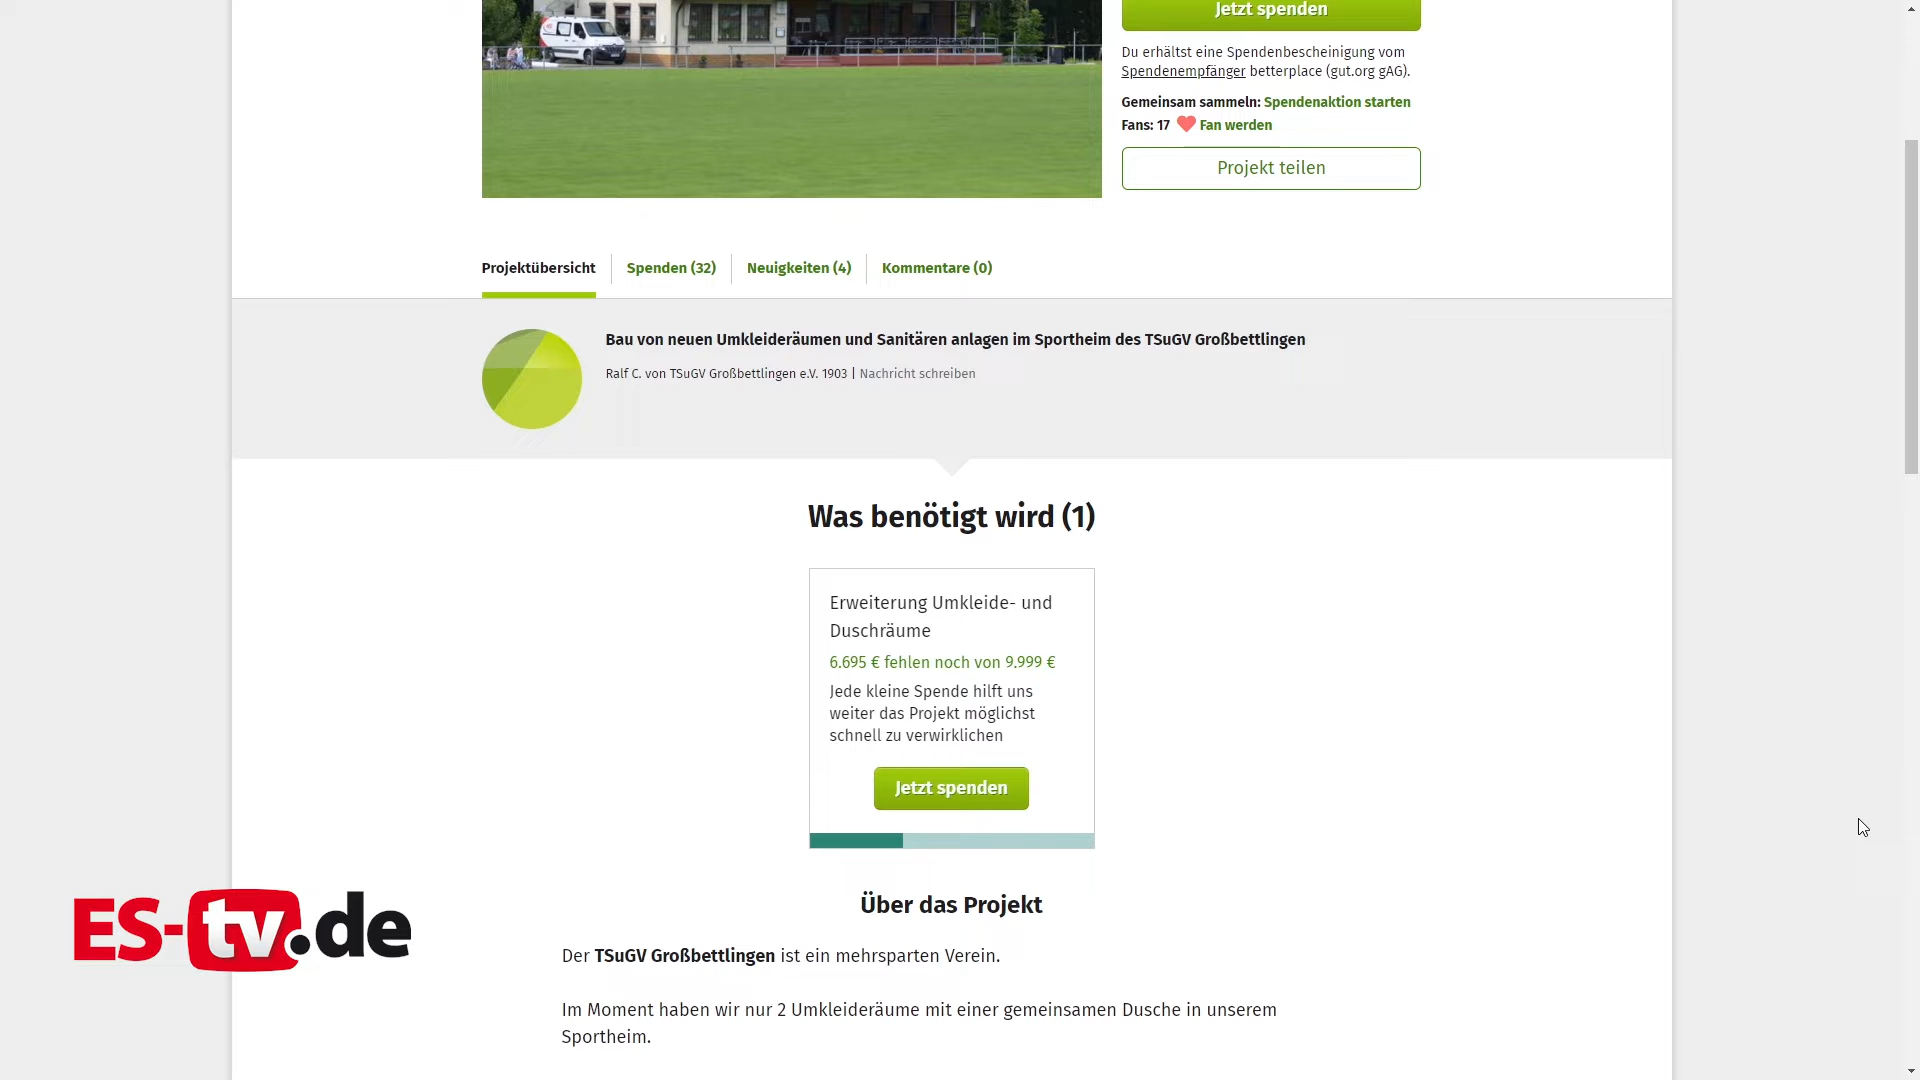 Jetzt spenden
Du erhältst eine Spendenbescheinigung vom
Spendenempfänger betterplace (gut.org gAG).
Gemeinsam sammeln: Spendenaktion starten
Fans: 17 Fan werden
Projekt teilen
Projektübersicht Spenden (32) Neuigkeiten (4) Kommentare (0)
Bau von neuen Umkleideräumen und Sanitären anlagen im Sportheim des TSuGV Großbettlingen
Ralf C. von TSuGV Großbettlingen e.V. 1903 | Nachricht schreiben
Was benötigt wird (1)
Erweiterung Umkleide- und
Duschräume
6.695 € fehlen noch von 9.999 €
Jede kleine Spende hilft uns
weiter das Projekt möglichst
schnell zu verwirklichen
Jetzt spenden
Über das Projekt
ES-tv.de
Der TSuGV Großbettlingen ist ein mehrsparten Verein.
Im Moment haben wir nur 2 Umkleideräume mit einer gemeinsamen Dusche in unserem
Sportheim.